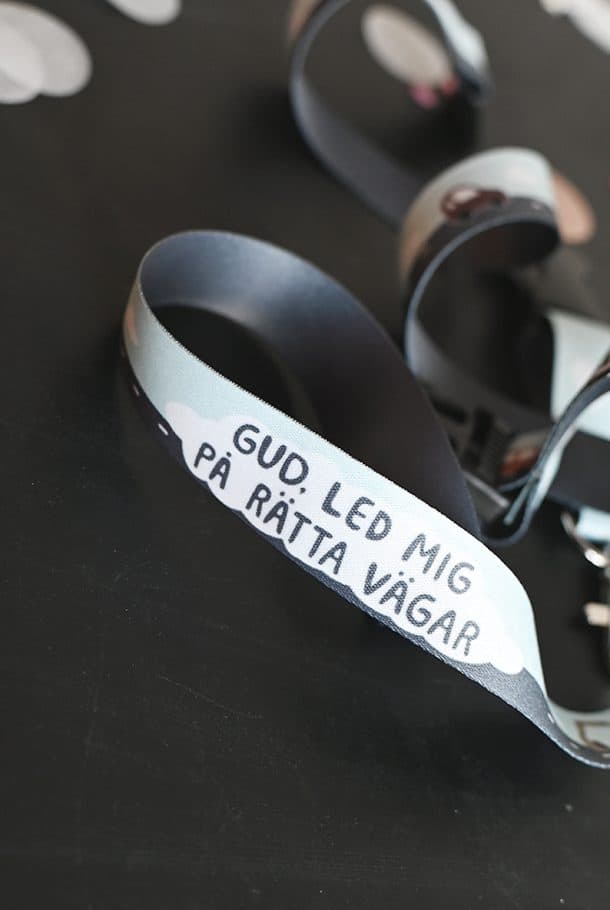 GUD, LED MIG
PÅ RÄTTA VÄGAR